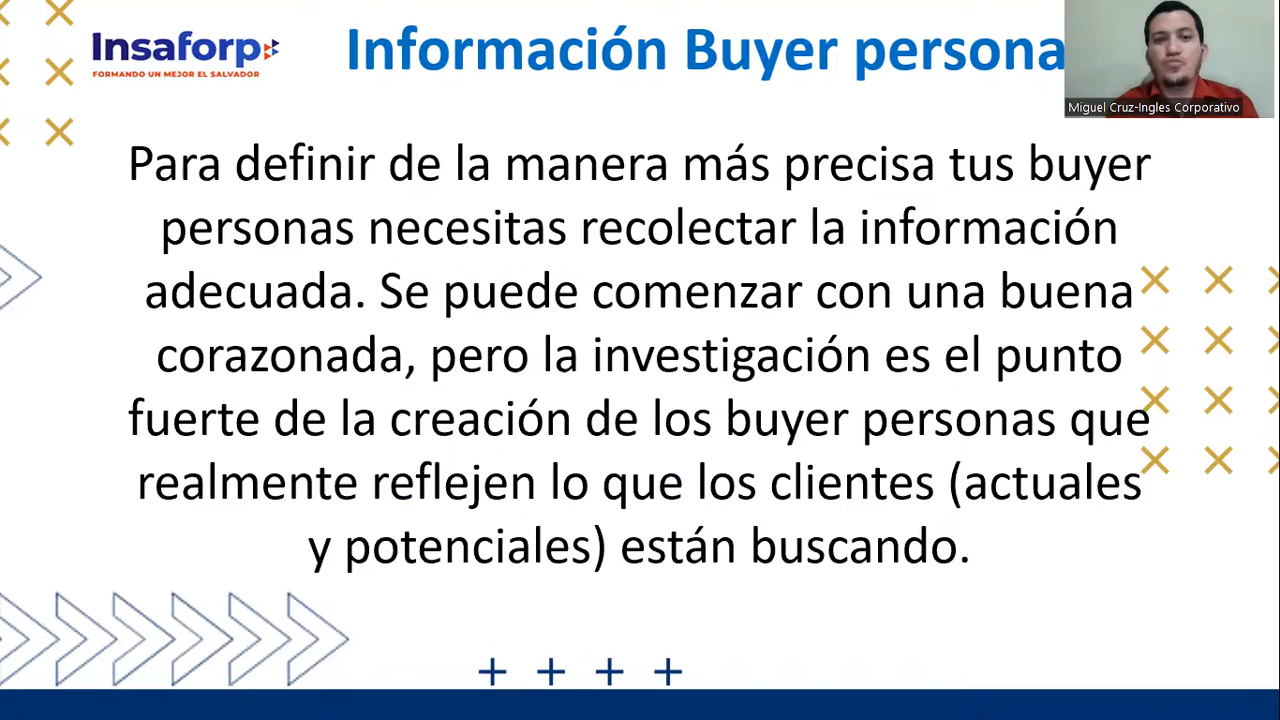 Insaforp
FORMANDO UN MEJOR EL SALVADOR
Información Buyer persona
Miguel Cruz-Ingles Corporativo
Para definir de la manera más precisa tus buyer
personas necesitas recolectar la información
adecuada. Se puede comenzar con una buena
corazonada, pero la investigación es el punto
fuerte de la creación de los buyer personas que
realmente reflejen lo que los clientes (actuales
y potenciales) están buscando.